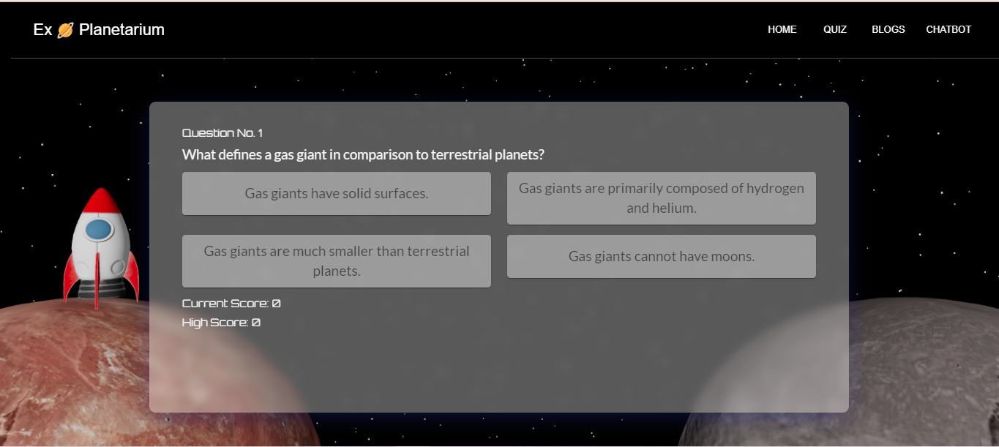 Ex 🪐 Planetarium
HOME
QUIZ
BLOGS
CHATBOT
Question No. 1
What defines a gas giant in comparison to terrestrial planets?
Gas giants have solid surfaces.
Gas giants are primarily composed of hydrogen
and helium.
Gas giants are much smaller than terrestrial
planets.
Gas giants cannot have moons.
Current Score: 0
High Score: 0